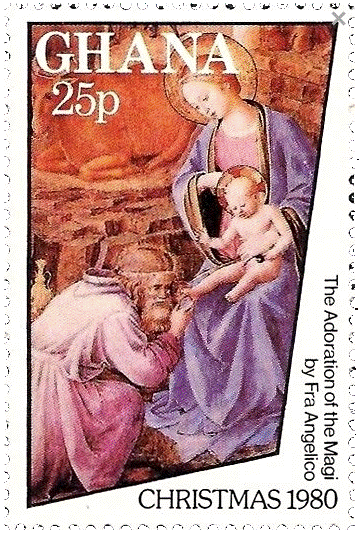 GHANA
25p
The Adoration of the Magi
by Fra Angelico
CHRISTMAS 1980